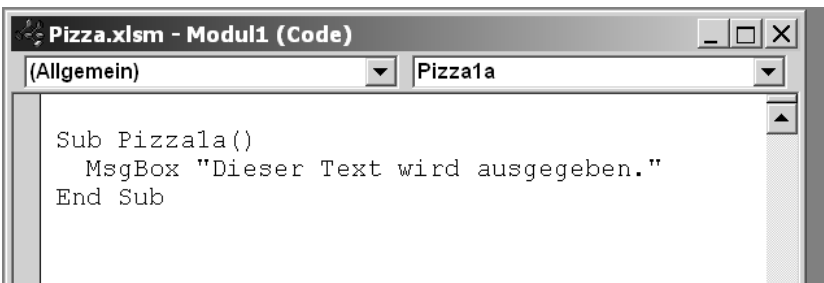 Pizza.xlsm - Modul1 (Code)
(Allgemein) Pizza1a
Sub Pizza1a()
MsgBox "Dieser Text wird ausgegeben."
End Sub